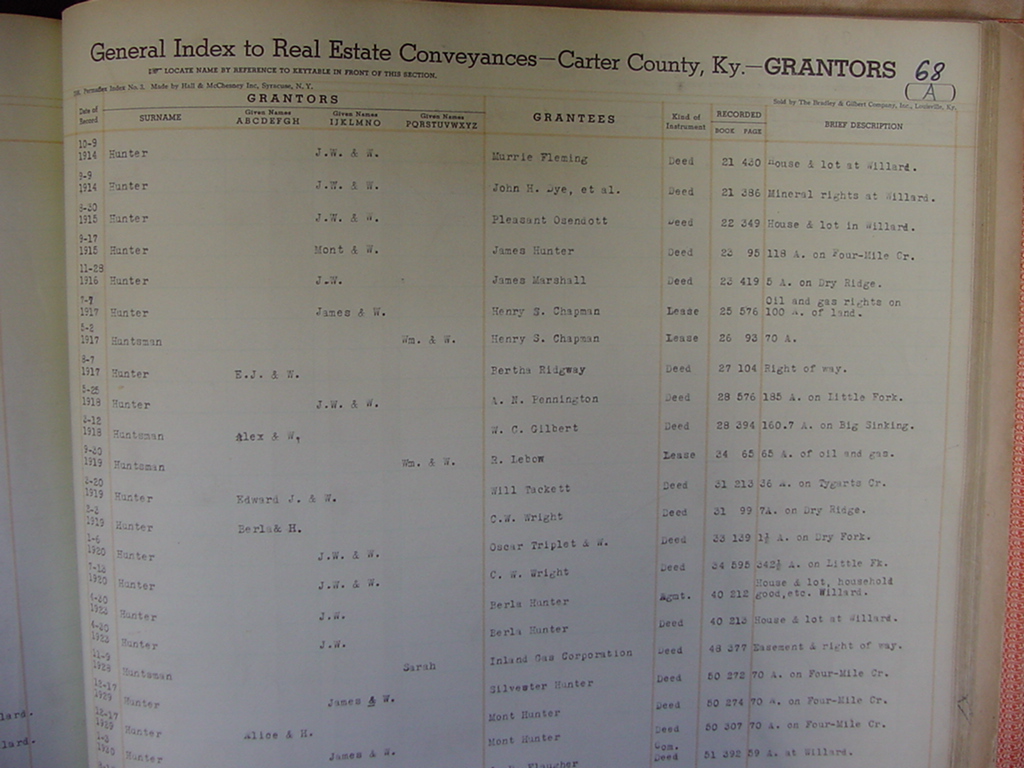 General Index to Real Estate Conveyances—Carter County, Ky.—GRANTORS 68
LOCATE NAME BY REFERENCE TO KEYTABLE IN FRONT OF THIS SECTION. (A)
Index No. 3. Made by Hall & McChesney Inc, Syracuse, N. Y. Sold by The Bradley & Gilbert Company, Inc., Louisville, Ky.
GRANTORS
Date of Record SURNAME Given Names ABCDEFGH Given Names IJKLMNO Given Names PQRSTUVWXYZ GRANTEES Kind of Instrument RECORDED BOOK PAGE BRIEF DESCRIPTION
10-9
1914 Hunter J.W. & W. Murrie Fleming Deed 21 430 House & lot at Willard.
9-9
1914 Hunter J.W. & W. John H. Dye, et al. Deed 21 386 Mineral rights at Willard.
1915 Hunter J.W. & W. Pleasant Deed 22 349 House & lot in Willard.
9-17
1915 Hunter Mont & W. James Hunter Deed 23 95 118 A. on Four-Mile Cr.
11-28
1916 Hunter J.W. James Marshall Deed 23 419 5 A. on Dry Ridge.
7-7 Oil and gas rights on
1917 Hunter James & W. Henry S. Chapman Lease 25 576 100 A. of land.
1917 Huntsman Wm. & W. Henry S. Chapman Lease 26 93 70 A.
1917 Hunter E.J. & W. Bertha Ridgway Deed 27 104 Right of way.
5-25
1918 Hunter J.W. & W. A. N. Pennington Deed 28 576 185 A. on Little Fork.
1918 Huntsman Alex & W. W. C. Gilbert Deed 28 394 160.7 A. on Big Sinking.
1919 Huntsman Wm. & W. R. Lebow Lease 34 65 65 A. of oil and gas.
1919 Hunter Edward J. & W. Will Tackett Deed 31 213 36 A. on Tygarts Cr.
1919 Hunter Berla& H. C.W. Wright Deed 31 99 7A. on Dry Ridge.
1-6
1920 Hunter J.W. & W. Oscar Triplet & W. Deed 33 139 1½ A. on Dry Fork.
1920 Hunter J.W. & W. C. W. Wright Deed 34 595 342½ A. on Little Fk.
House & lot, household
1923 Hunter J.W. Berla Hunter Agmt. 40 212 good,etc. Willard.
1923 Hunter J.W. Berla Hunter Deed 40 213 House & lot at Willard.
11-9
1928 Huntsman Sarah Inland Gas Corporation Deed 48 377 Easement & right of way.
12-17
1929 Hunter James & W. Silvester Hunter Deed 50 272 70 A. on Four-Mile Cr.
12-17
1929 Hunter Alice & H. Mont Hunter Deed 50 274 70 A. on Four-Mile Cr.
1930 Hunter James & W. Mont Hunter Deed 50 307 70 A. on Four-Mile Cr.
Flaugher Com. Deed 51 392 59 A. at Willard.
lard.
lard.